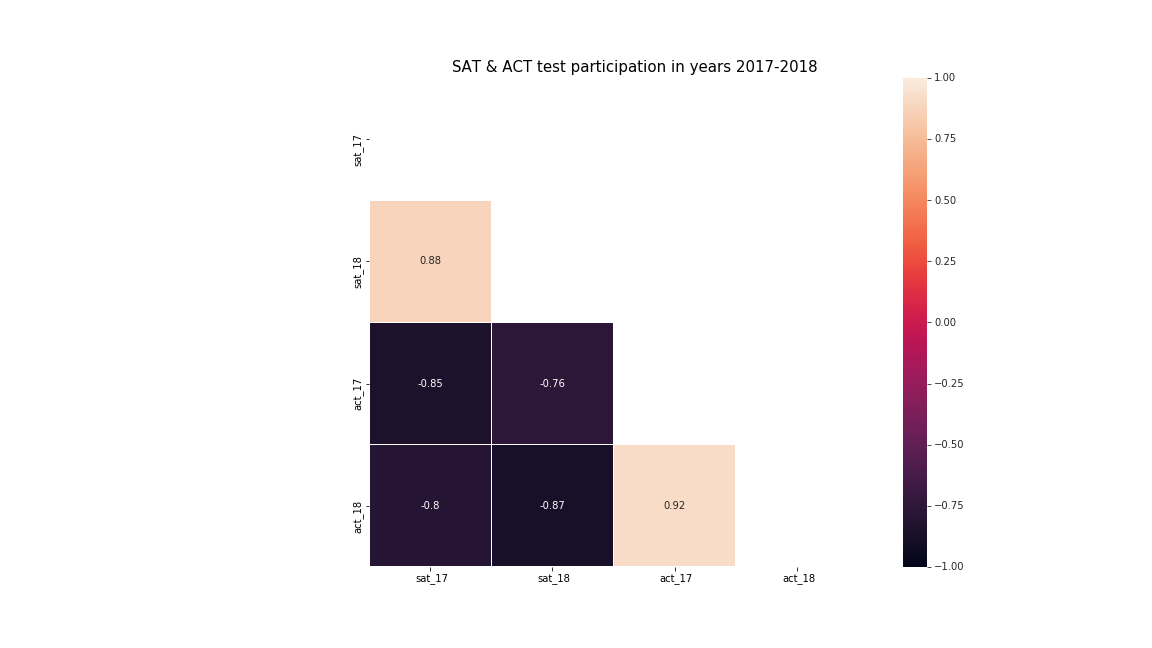 SAT & ACT test participation in years 2017-2018
sat_17
sat_18
act_17
act_18
0.88
-0.85 -0.76
-0.8 -0.87 0.92
sat_17 sat_18 act_17 act_18
1.00
0.75
0.50
0.25
0.00
−0.25
−0.50
−0.75
−1.00